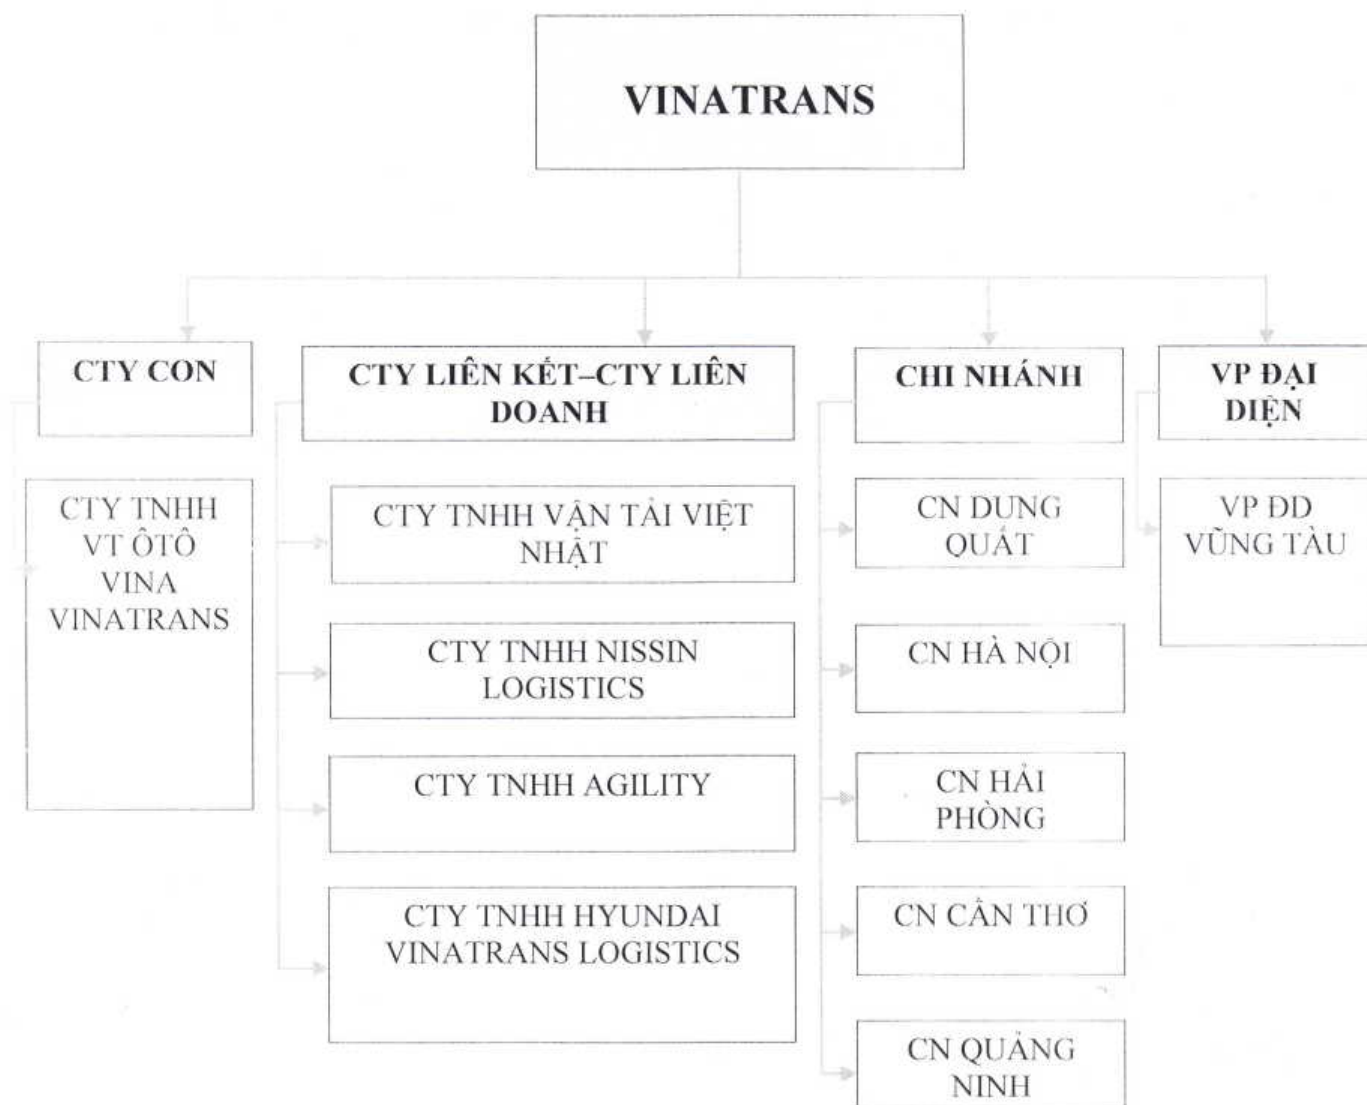 VINATRANS
CTY CON
CTY LIÊN KẾT–CTY LIÊN
DOANH
CHI NHÁNH
VP ĐẠI
DIỆN
CTY TNHH
VT ÔTÔ
VINA
VINATRANS
CTY TNHH VẬN TẢI VIỆT
NHẬT
CTY TNHH NISSIN
LOGISTICS
CTY TNHH AGILITY
CTY TNHH HYUNDAI
VINATRANS LOGISTICS
CN DUNG
QUẤT
CN HÀ NỘI
CN HẢI
PHÒNG
CN CẦN THƠ
CN QUẢNG
NINH
VP ĐD
VŨNG TÀU